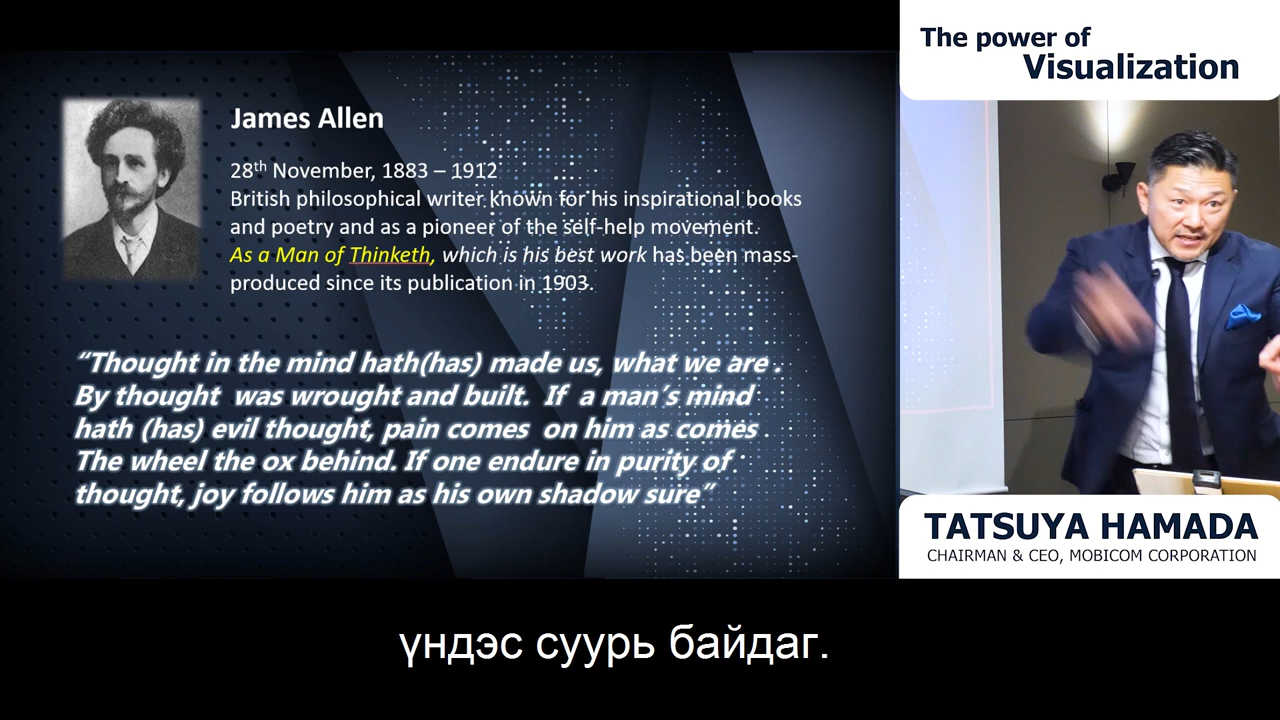 The power of
Visualization
James Allen
28th November, 1883 – 1912
British philosophical writer known for his inspirational books
and poetry and as a pioneer of the self-help movement.
As a Man of Thinketh, which is his best work has been mass-
produced since its publication in 1903.
“Thought in the mind hath(has) made us, what we are .
By thought was wrought and built. If a man’s mind
hath (has) evil thought, pain comes on him as comes
The wheel the ox behind. If one endure in purity of
thought, joy follows him as his own shadow sure”
TATSUYA HAMADA
CHAIRMAN & CEO, MOBICOM CORPORATION
үндэс суурь байдаг.